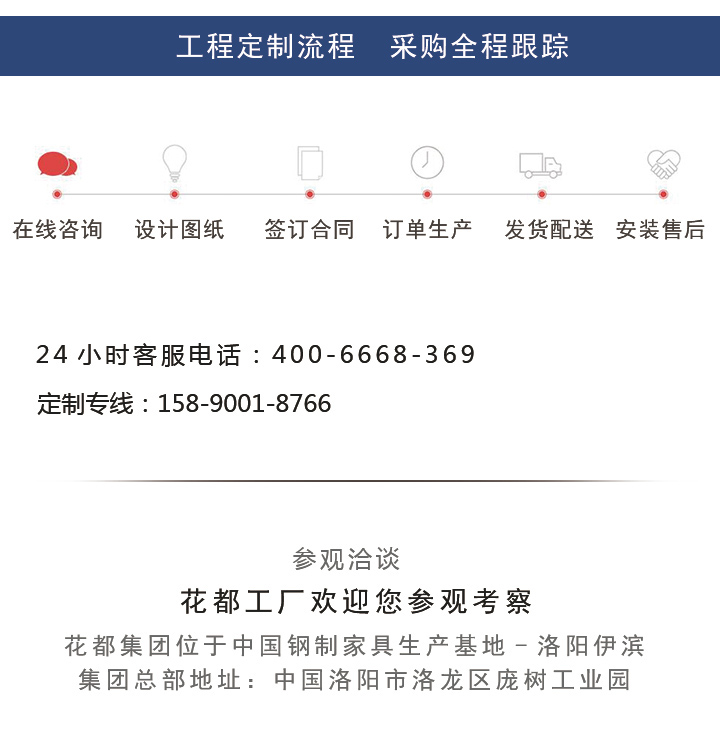 工程定制流程 采购全程跟踪
在线咨询 设计图纸 签订合同 订单生产 发货配送 安装售后
24 小时客服电话：400-6668-369
定制专线：158-9001-8766
参观洽谈
花都工厂欢迎您参观考察
花都集团位于中国钢制家具生产基地－洛阳伊滨
集团总部地址：中国洛阳市洛龙区庞树工业园